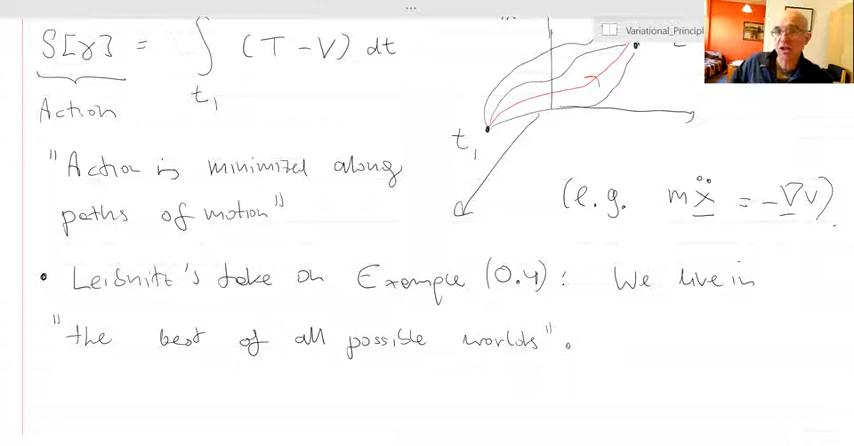 S[γ] = ∫ (T - V) dt
t₁
Action
"Action is minimized along
paths of motion"
t₁
(e.g. mẍ = -∇V)
• Leibnitz's take on Example (0.4): We live in
"the best of all possible worlds".
Variational_Principl